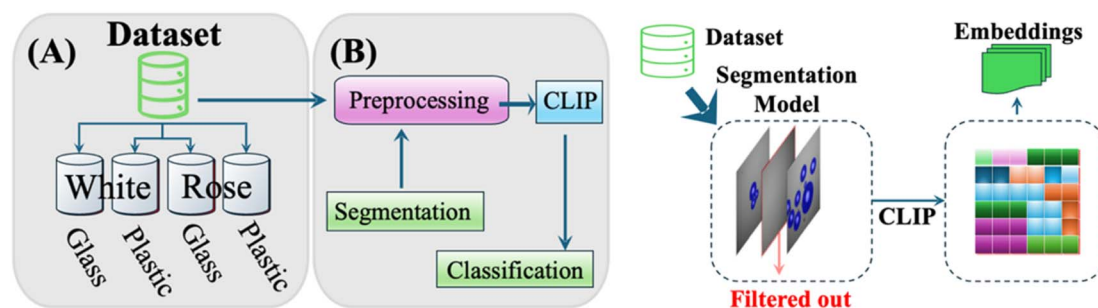 (A)
Dataset
White
Rose
Glass
Plastic
Glass
Plastic
(B)
Preprocessing
CLIP
Segmentation
Classification
Dataset
Segmentation
Model
Filtered out
CLIP
Embeddings